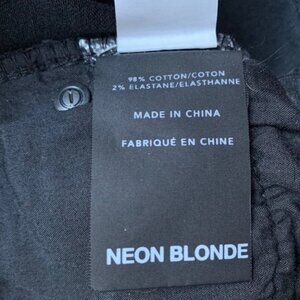 98% COTTON/COTON
2% ELASTANE/ELASTHANNE
MADE IN CHINA
FABRIQUÉ EN CHINE
NEON BLONDE